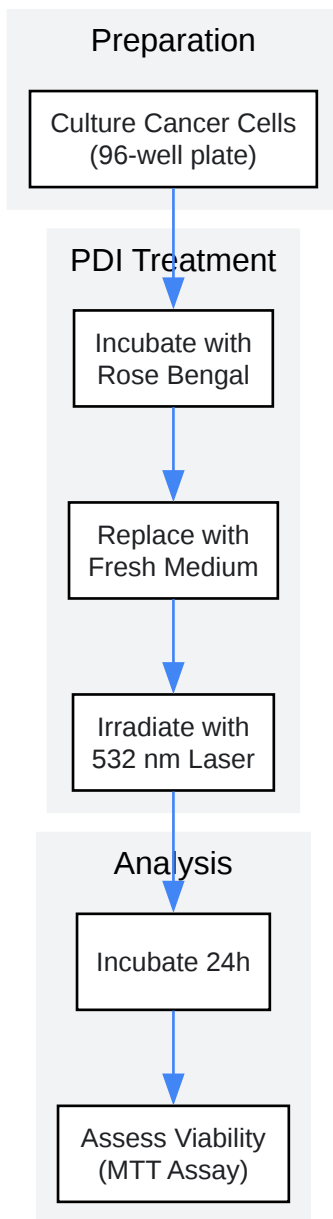 Preparation
Culture Cancer Cells
(96-well plate)
PDI Treatment
Incubate with
Rose Bengal
Replace with
Fresh Medium
Irradiate with
532 nm Laser
Analysis
Incubate 24h
Assess Viability
(MTT Assay)